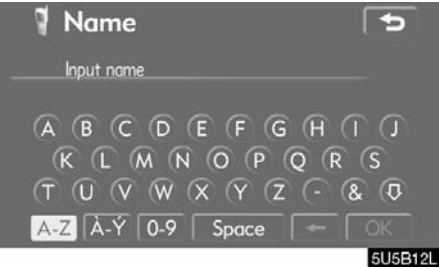 Name
Input name
A B C D E F G H I J
K L M N O P Q R S
T U V W X Y Z - &
A-Z À-Ý 0-9 Space OK
5U5B12L